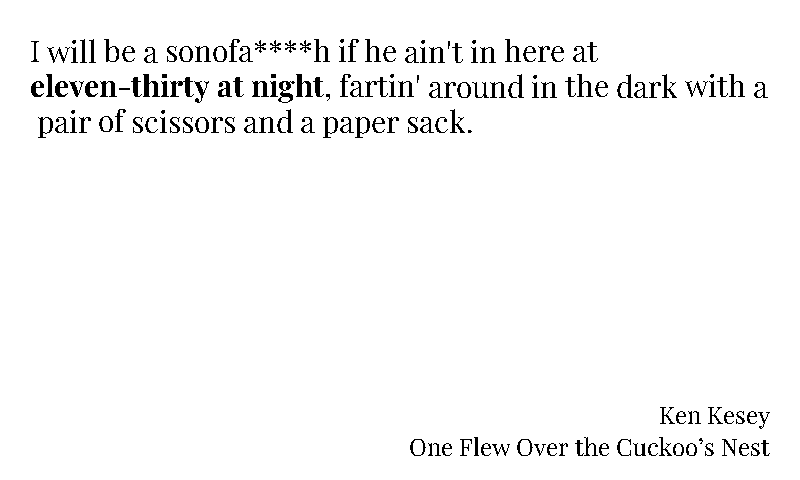 I will be a sonofa****h if he ain't in here at
eleven-thirty at night, fartin' around in the dark with a
pair of scissors and a paper sack.
Ken Kesey
One Flew Over the Cuckoo’s Nest